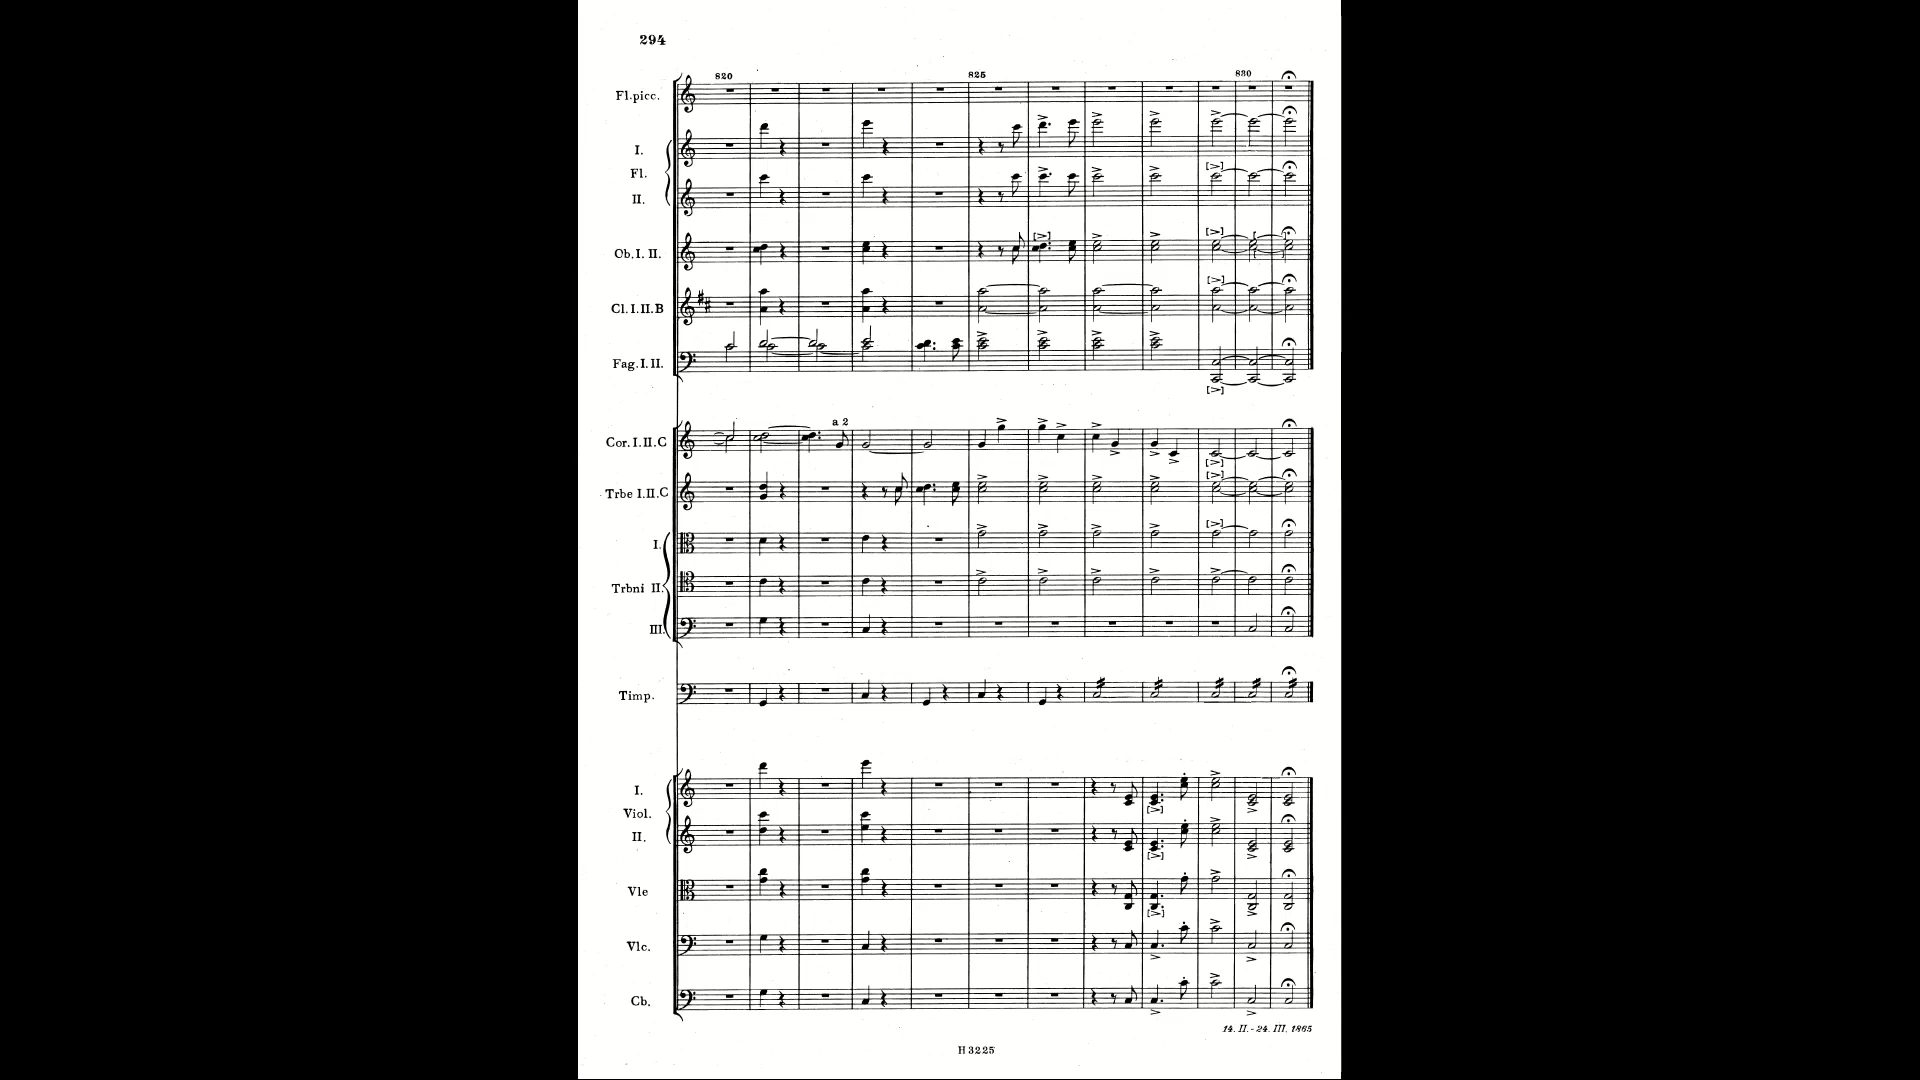 294
820 825 830
Fl.picc.
I.
Fl.
II.
Ob.I.II.
Cl.I.II.B
Fag.I.II.
a 2
Cor.I.II.C
Trbe I.II.C
I.
Trbni II.
III.
Timp.
I.
Viol.
II.
Vle
Vlc.
Cb.
14. II.-24. III. 1865
H 3225